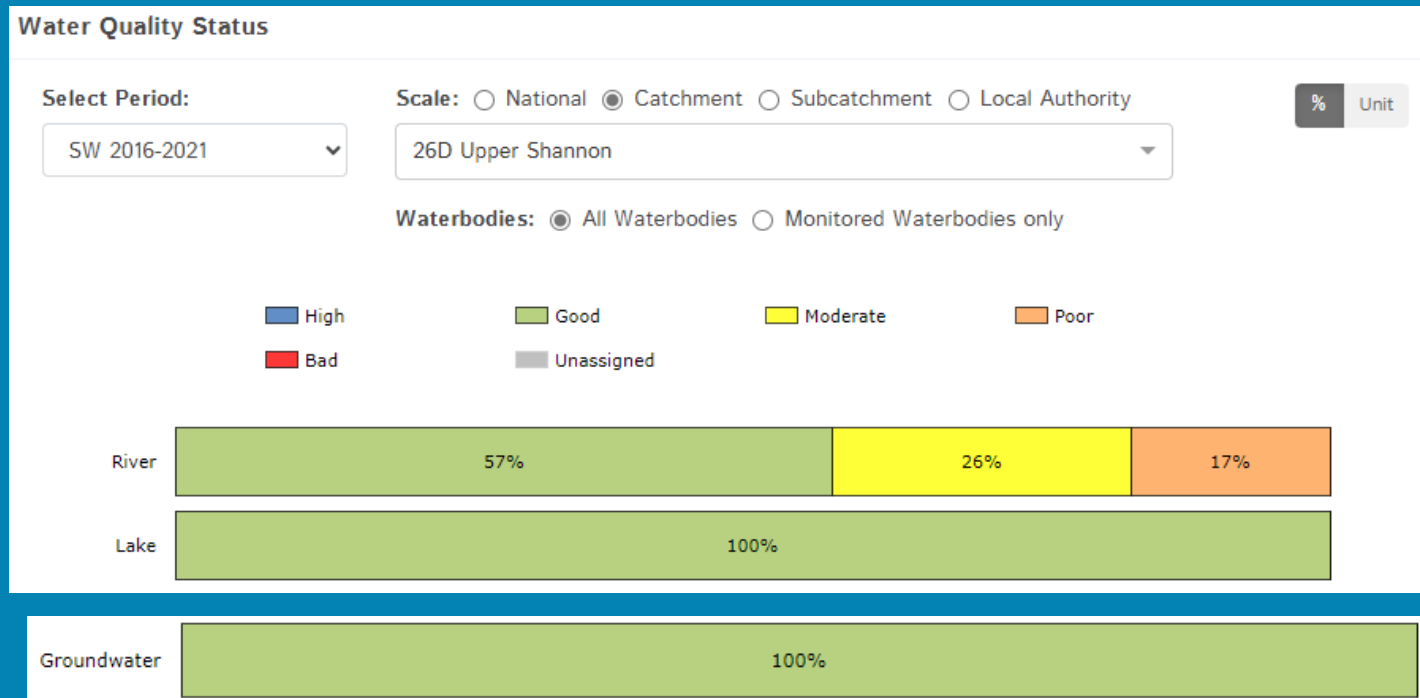 Water Quality Status
Select Period: Scale: National Catchment Subcatchment Local Authority % Unit
SW 2016-2021 26D Upper Shannon
Waterbodies: All Waterbodies Monitored Waterbodies only
High Good Moderate Poor
Bad Unassigned
River 57% 26% 17%
Lake 100%
Groundwater 100%